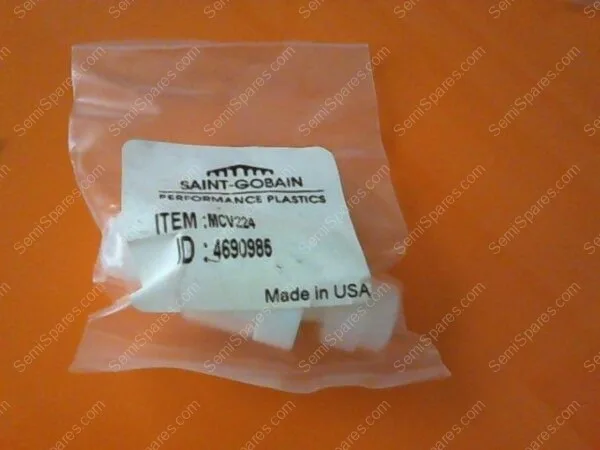 SAINT-GOBAIN
PERFORMANCE PLASTICS
ITEM : MCV224
ID : 4690985
Made in USA
SemiSpares.com